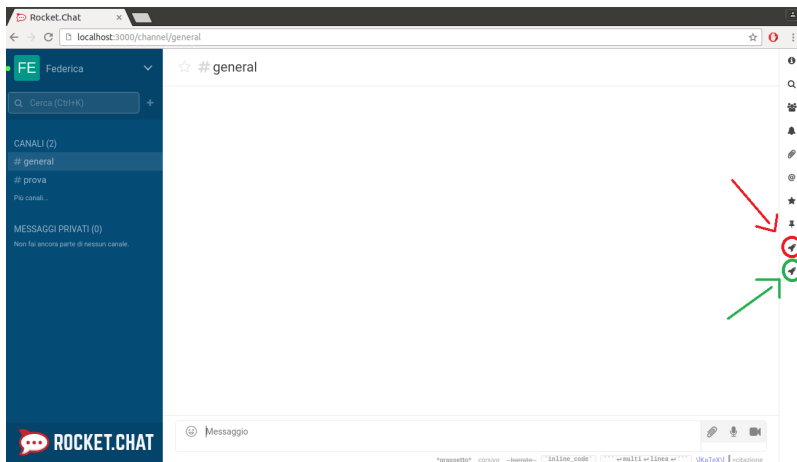 Rocket.Chat
localhost:3000/channel/general
FE Federica
# general
Cerca (Ctrl+K)
CANALI (2)
# general
# prova
Più canali...
MESSAGGI PRIVATI (0)
Non fai ancora parte di nessun canale.
Messaggio
ROCKET.CHAT
*grassetto* _corsivo_ ~barrato~ `inline_code` ```↵multi↵linea↵``` \[KaTeX\] >citazione